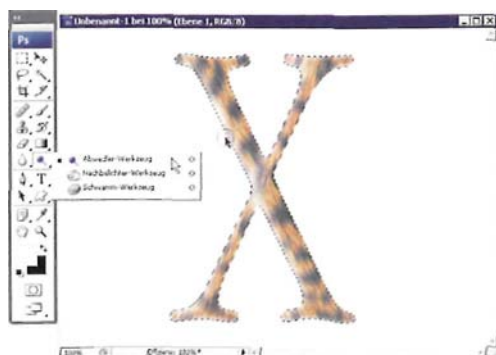 Unbenannt-1 bei 100% (Ebene 1, RGB/8)
Ps
X
T
Abwedler-Werkzeug O
Nachbelichter-Werkzeug O
Schwamm-Werkzeug O
100%